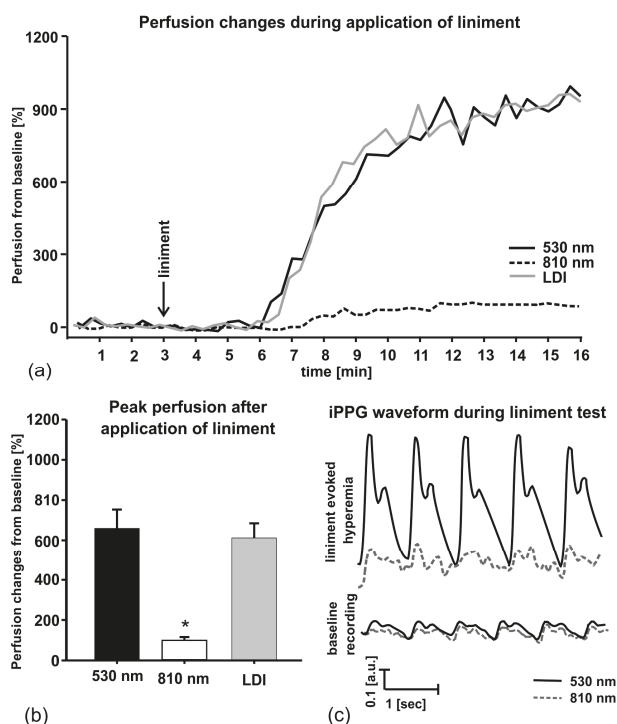 Perfusion changes during application of liniment
Perfusion from baseline [%]
1200
900
600
300
0
liniment
530 nm
810 nm
LDI
1 2 3 4 5 6 7 8 9 10 11 12 13 14 15 16
time [min]
(a)
Peak perfusion after
application of liniment
Perfusion changes from baseline [%]
1200
1000
810
600
400
200
0
*
530 nm 810 nm LDI
(b)
iPPG waveform during liniment test
liniment evoked
hyperemia
baseline
recording
0.1 [a.u.]
1 [sec]
530 nm
810 nm
(c)